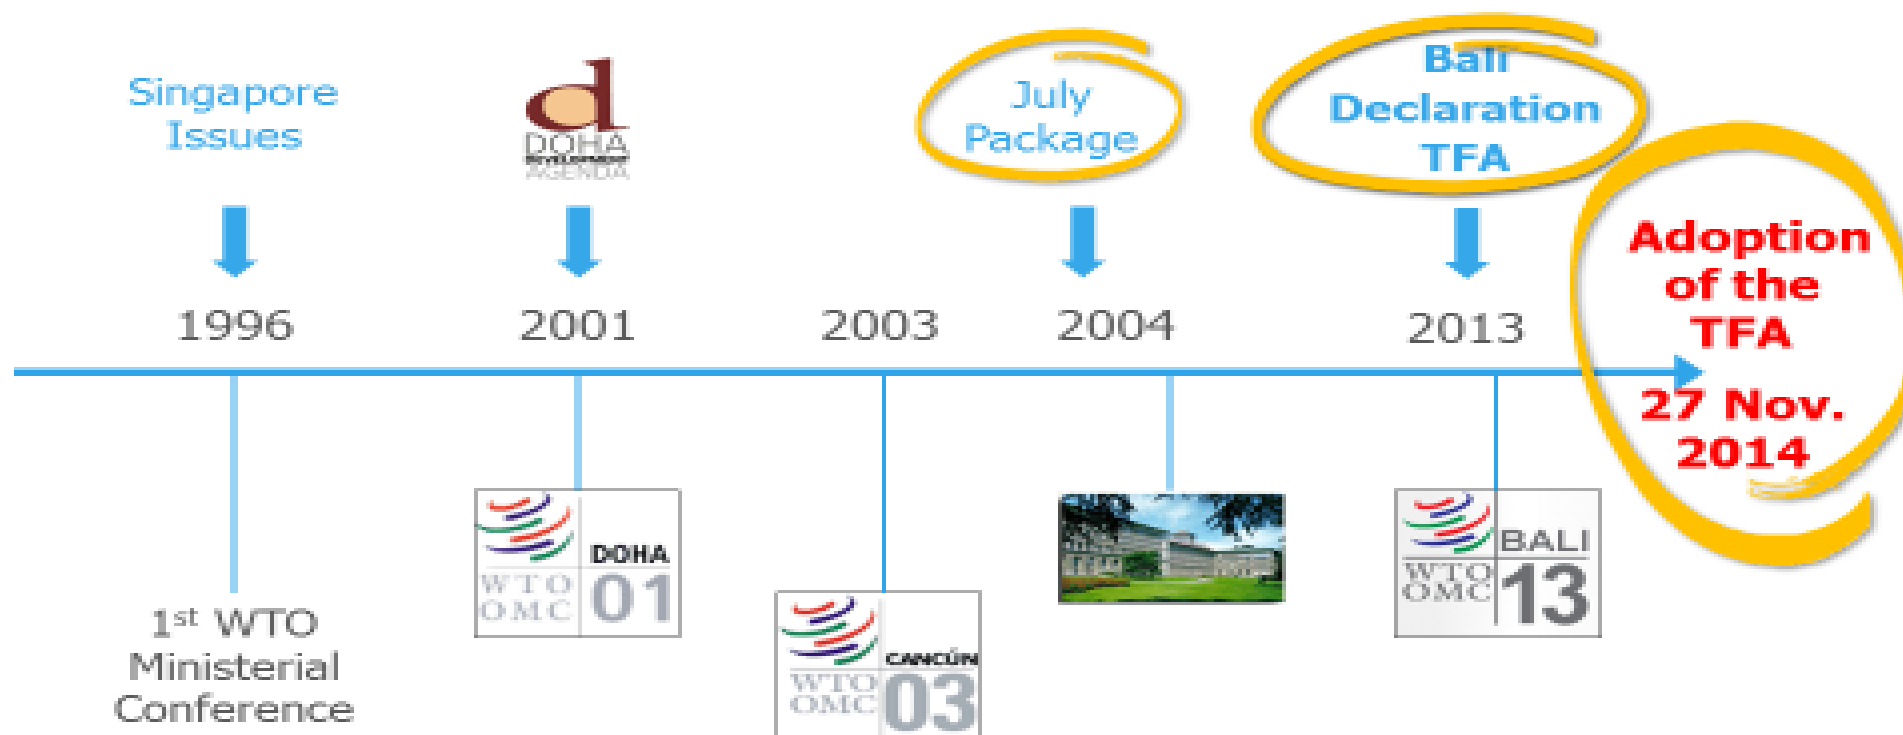 Singapore
Issues
DOHA
DEVELOPMENT
AGENDA
July
Package
Bali
Declaration
TFA
Adoption
of the
TFA
27 Nov.
2014
1996
2001
2003
2004
2013
1st WTO
Ministerial
Conference
DOHA
WTO
OMC
01
CANCÚN
WTO
OMC
03
BALI
WTO
OMC
13